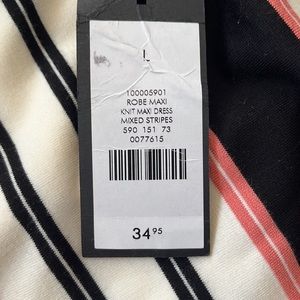 L
100005901
ROBE MAXI
KNIT MAXI DRESS
MIXED STRIPES
590 151 73
0077615
34.95